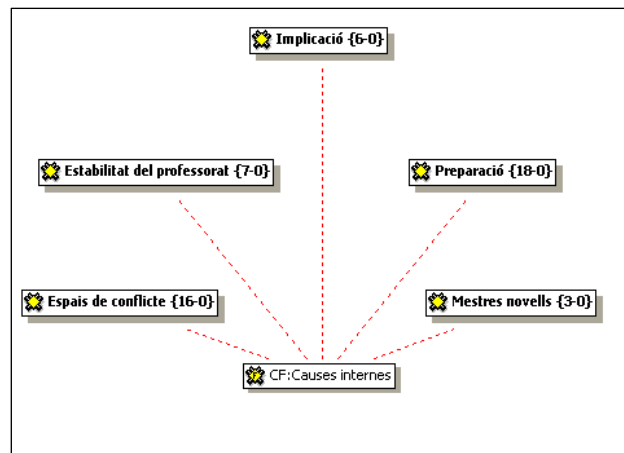 Implicació {6-0}
Estabilitat del professorat {7-0}
Preparació {18-0}
Espais de conflicte {16-0}
Mestres novells {3-0}
CF:Causes internes